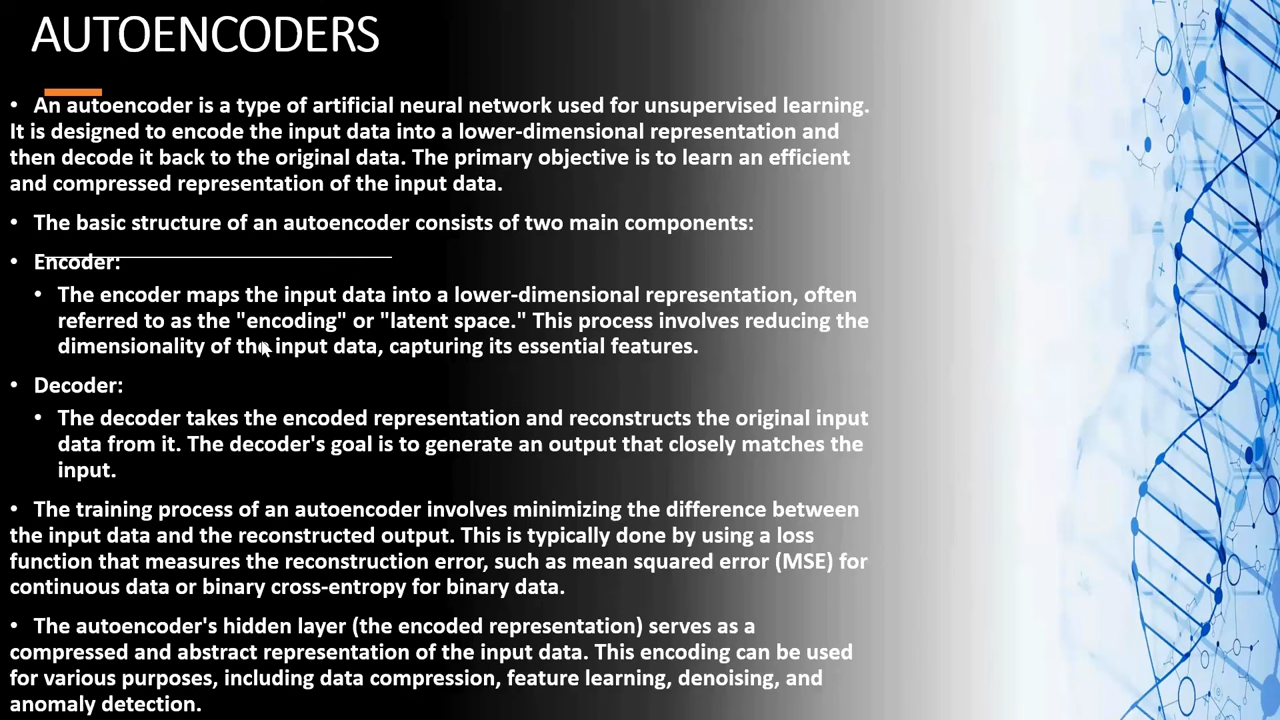 AUTOENCODERS
• An autoencoder is a type of artificial neural network used for unsupervised learning.
It is designed to encode the input data into a lower-dimensional representation and
then decode it back to the original data. The primary objective is to learn an efficient
and compressed representation of the input data.
• The basic structure of an autoencoder consists of two main components:
• Encoder:
• The encoder maps the input data into a lower-dimensional representation, often
referred to as the "encoding" or "latent space." This process involves reducing the
dimensionality of the input data, capturing its essential features.
• Decoder:
• The decoder takes the encoded representation and reconstructs the original input
data from it. The decoder's goal is to generate an output that closely matches the
input.
• The training process of an autoencoder involves minimizing the difference between
the input data and the reconstructed output. This is typically done by using a loss
function that measures the reconstruction error, such as mean squared error (MSE) for
continuous data or binary cross-entropy for binary data.
• The autoencoder's hidden layer (the encoded representation) serves as a
compressed and abstract representation of the input data. This encoding can be used
for various purposes, including data compression, feature learning, denoising, and
anomaly detection.